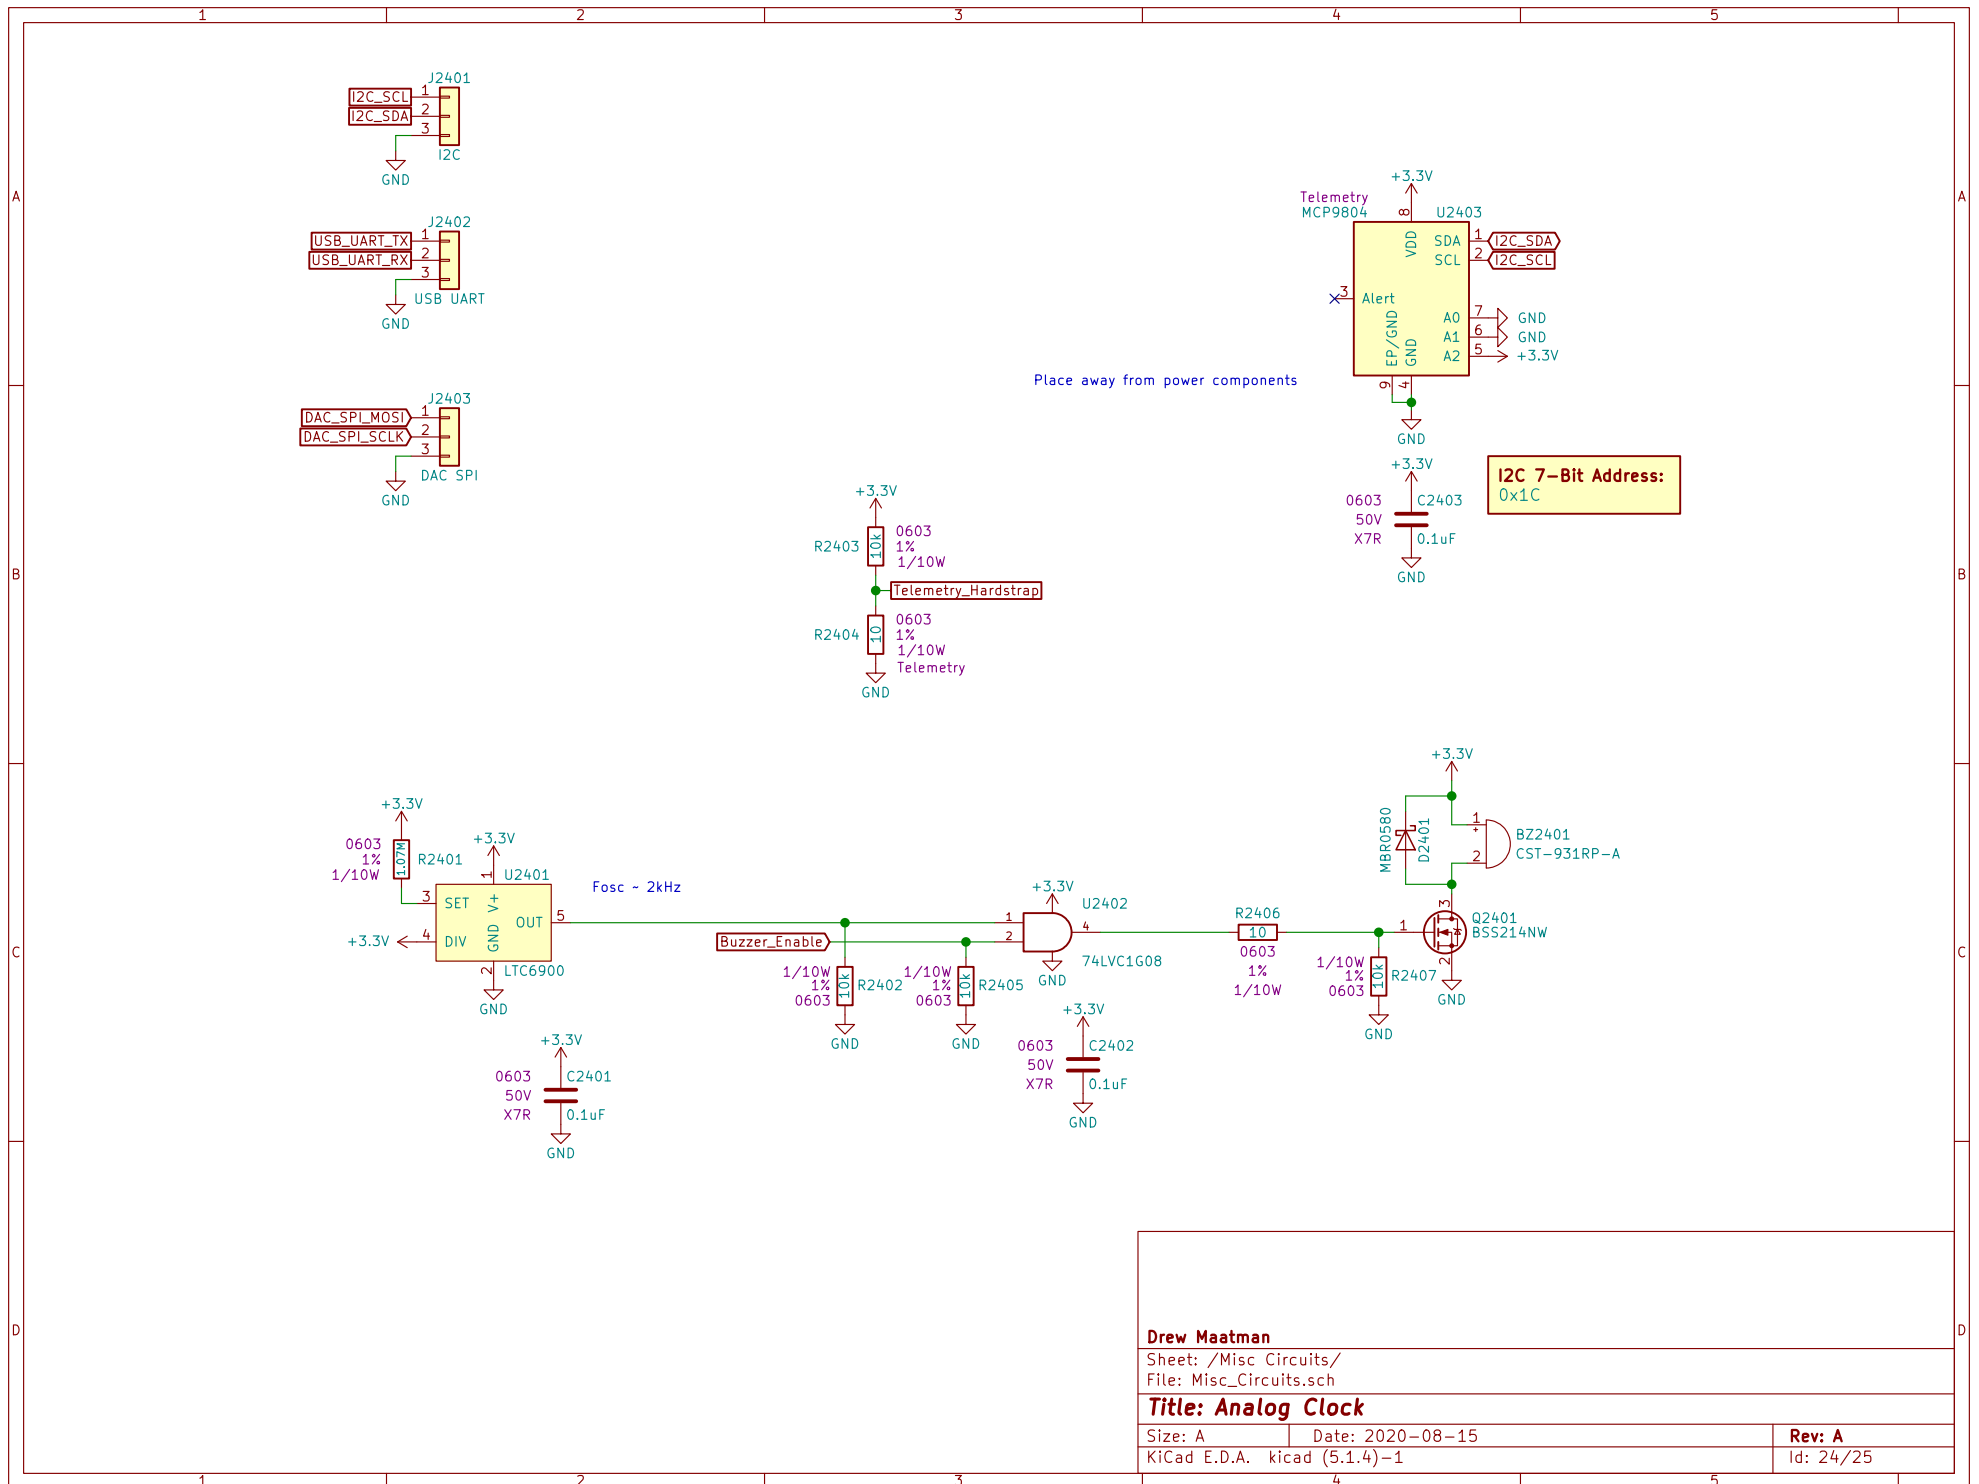 1 2 3 4 5
A
B
C
D
J2401
I2C_SCL 1
I2C_SDA 2
3
I2C
GND
J2402
USB_UART_TX 1
USB_UART_RX 2
3
USB UART
GND
J2403
DAC_SPI_MOSI 1
DAC_SPI_SCLK 2
3
DAC SPI
GND
+3.3V
R2403
10k
0603
1%
1/10W
Telemetry_Hardstrap
R2404
10
0603
1%
1/10W
Telemetry
GND
+3.3V
Telemetry
MCP9804
U2403
8
VDD
SDA 1 I2C_SDA
SCL 2 I2C_SCL
3 Alert
A0 7 GND
A1 6 GND
A2 5 +3.3V
EP/GND
GND
9 4
GND
Place away from power components
+3.3V
0603 C2403
50V
X7R 0.1uF
GND
I2C 7-Bit Address:
0x1C
+3.3V
0603
1%
1/10W
1.07M
R2401
+3.3V
1
U2401
3 SET
V+
OUT 5
+3.3V 4 DIV
GND
2
LTC6900
GND
Fosc ~ 2kHz
+3.3V
0603 C2401
50V
X7R 0.1uF
GND
Buzzer_Enable
1/10W
1%
0603
10k
R2402
GND
1/10W
1%
0603
10k
R2405
GND
+3.3V
U2402
1
2
4
74LVC1G08
GND
+3.3V
0603 C2402
50V
X7R 0.1uF
GND
R2406
10
0603
1%
1/10W
1/10W
1%
0603
10k
R2407
GND
+3.3V
MBR0580
D2401
1
+
2
BZ2401
CST-931RP-A
3
1
2
Q2401
BSS214NW
GND
Drew Maatman
Sheet: /Misc Circuits/
File: Misc_Circuits.sch
Title: Analog Clock
Size: A Date: 2020-08-15 Rev: A
KiCad E.D.A. kicad (5.1.4)-1 Id: 24/25
A
B
C
D
1 2 3 4 5